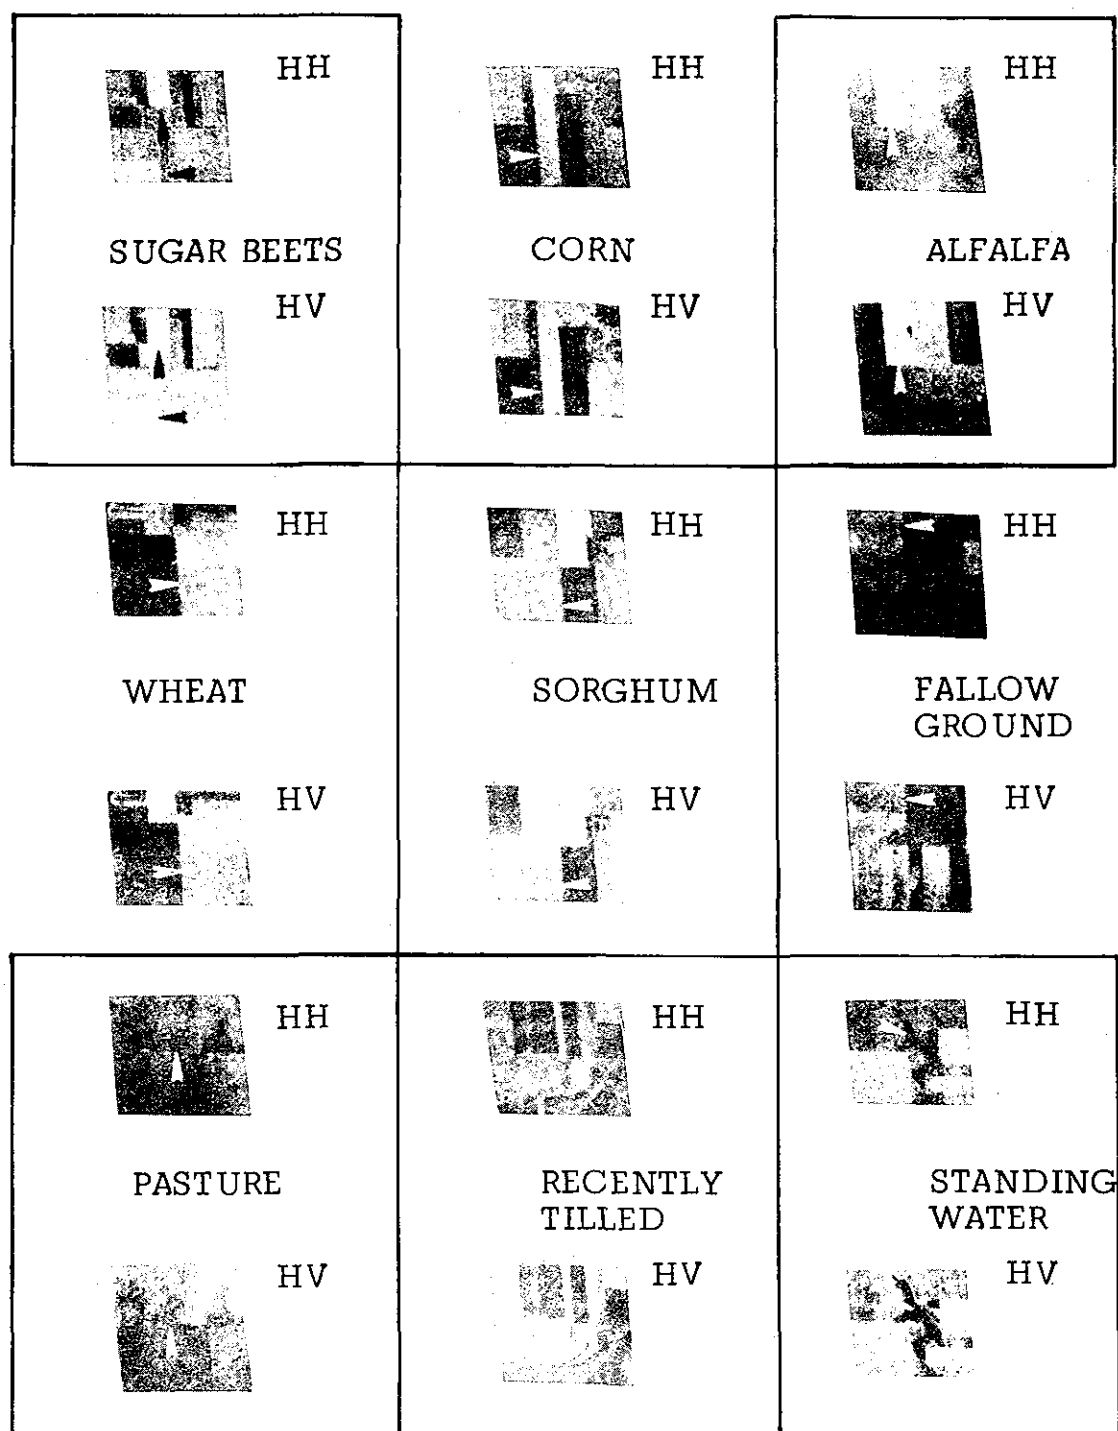 HH
SUGAR BEETS
HV
HH
CORN
HV
HH
ALFALFA
HV
HH
WHEAT
HV
HH
SORGHUM
HV
HH
FALLOW
GROUND
HV
HH
PASTURE
HV
HH
RECENTLY
TILLED
HV
HH
STANDING
WATER
HV